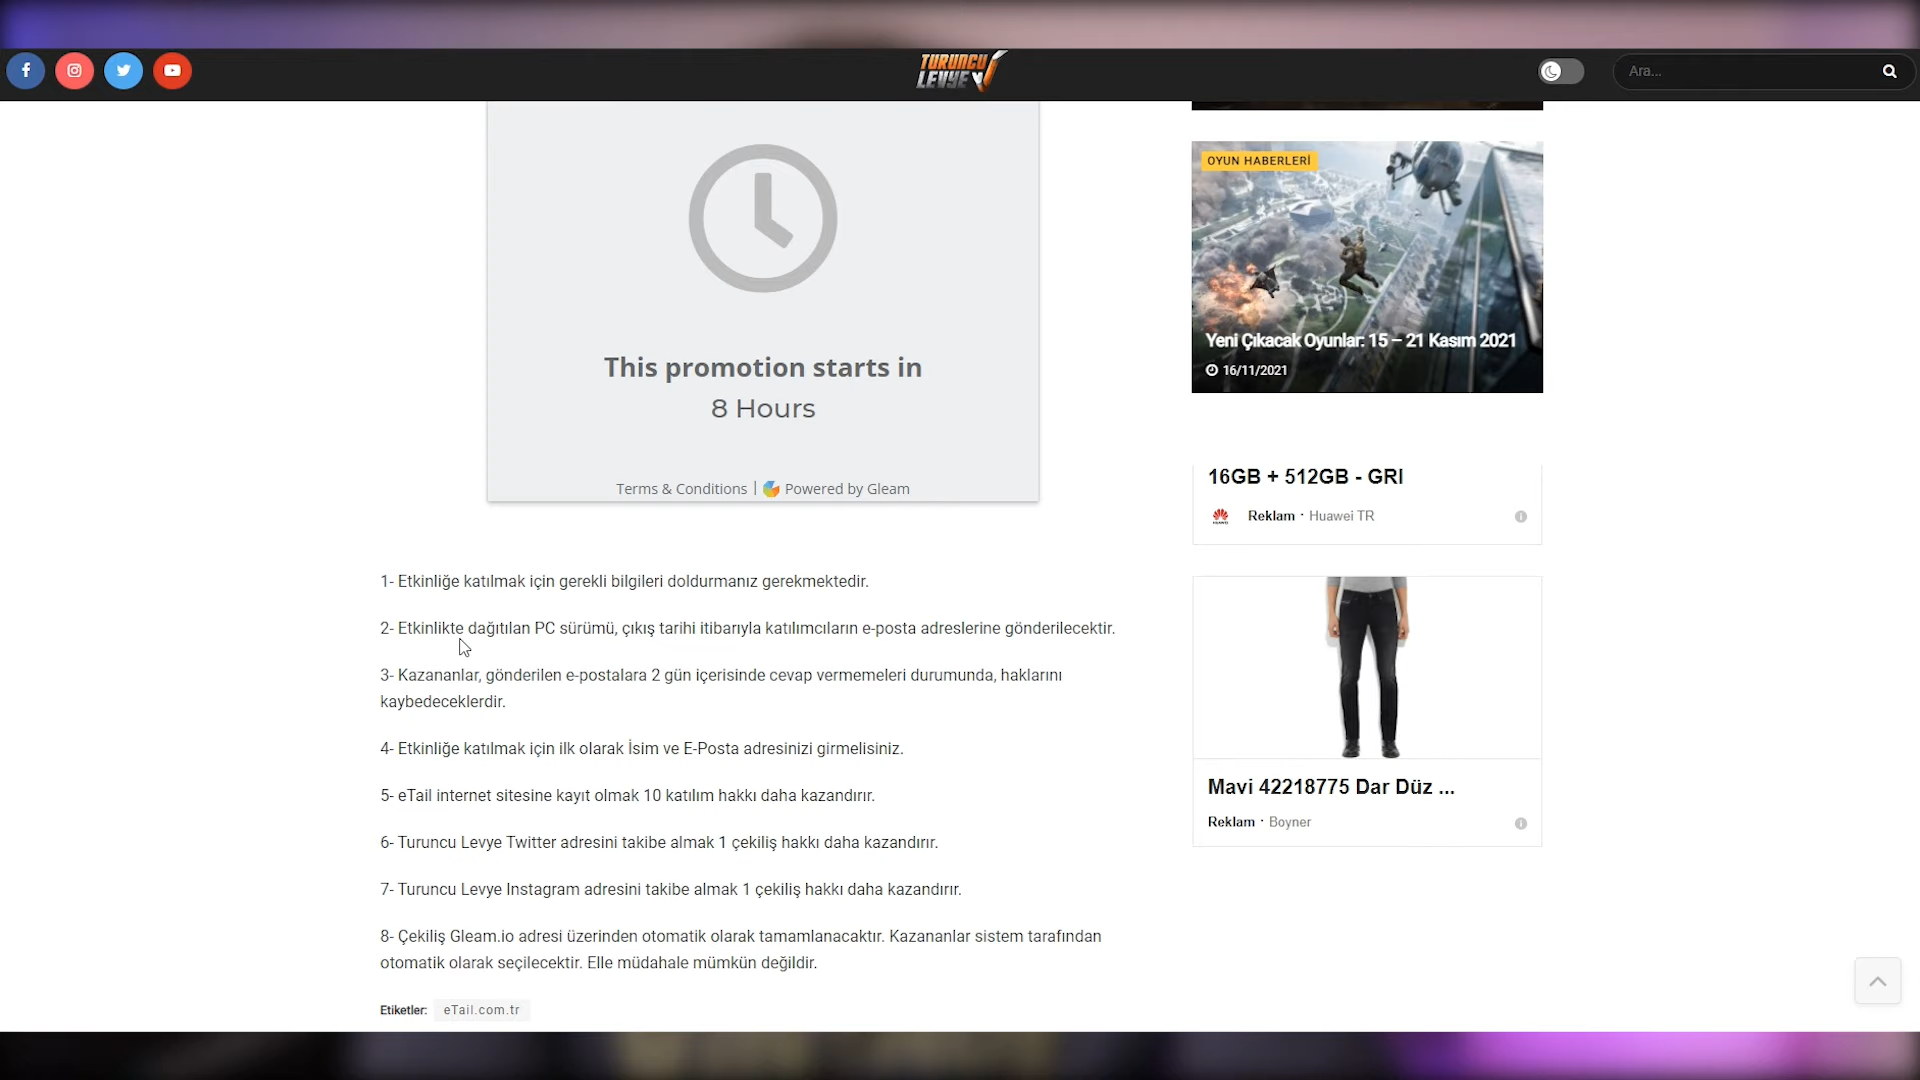 TURUNCU
LEVYE
Ara...
This promotion starts in
8 Hours
Terms & Conditions | Powered by Gleam
1- Etkinliğe katılmak için gerekli bilgileri doldurmanız gerekmektedir.
2- Etkinlikte dağıtılan PC sürümü, çıkış tarihi itibarıyla katılımcıların e-posta adreslerine gönderilecektir.
3- Kazananlar, gönderilen e-postalara 2 gün içerisinde cevap vermemeleri durumunda, haklarını
kaybedeceklerdir.
4- Etkinliğe katılmak için ilk olarak İsim ve E-Posta adresinizi girmelisiniz.
5- eTail internet sitesine kayıt olmak 10 katılım hakkı daha kazandırır.
6- Turuncu Levye Twitter adresini takibe almak 1 çekiliş hakkı daha kazandırır.
7- Turuncu Levye Instagram adresini takibe almak 1 çekiliş hakkı daha kazandırır.
8- Çekiliş Gleam.io adresi üzerinden otomatik olarak tamamlanacaktır. Kazananlar sistem tarafından
otomatik olarak seçilecektir. Elle müdahale mümkün değildir.
Etiketler: eTail.com.tr
OYUN HABERLERİ
Yeni Çıkacak Oyunlar: 15 – 21 Kasım 2021
16/11/2021
16GB + 512GB - GRI
Reklam · Huawei TR
Mavi 42218775 Dar Düz ...
Reklam · Boyner